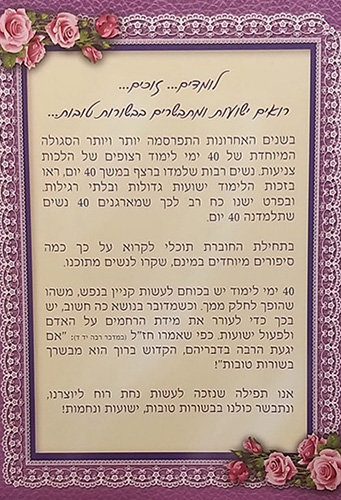 לומדים... זוכים...
רואים ישועות ומתבשרים בבשורות טובות...
בשנים האחרונות התפרסמה יותר ויותר הסגולה
המיוחדת של 40 ימי לימוד רצופים של הלכות
צניעות. נשים רבות שלמדו ברצף במשך 40 יום, ראו
בזכות הלימוד ישועות גדולות ובלתי רגילות.
ובפרט ישנו כח רב לכך שמארגנים 40 נשים
שתלמדנה 40 יום.
בתחילת החוברת תוכלי לקרוא על כך כמה
סיפורים מיוחדים במינם, שקרו לנשים מתוכנו.
40 ימי לימוד יש בכוחם לעשות קניין בנפש, משהו
שהופך לחלק ממך. וכשמדובר בנושא כה חשוב, יש
בכך כדי לעורר את מידת הרחמים על האדם
ולפעול ישועות. כפי שאמרו חז"ל (במדבר רבה יד ד): "אם
יגעת הרבה בדבריהם, הקדוש ברוך הוא מבשרך
בשורות טובות"!
אנו תפילה שנזכה לעשות נחת רוח ליוצרנו,
ונתבשר כולנו בבשורות טובות, ישועות ונחמות!